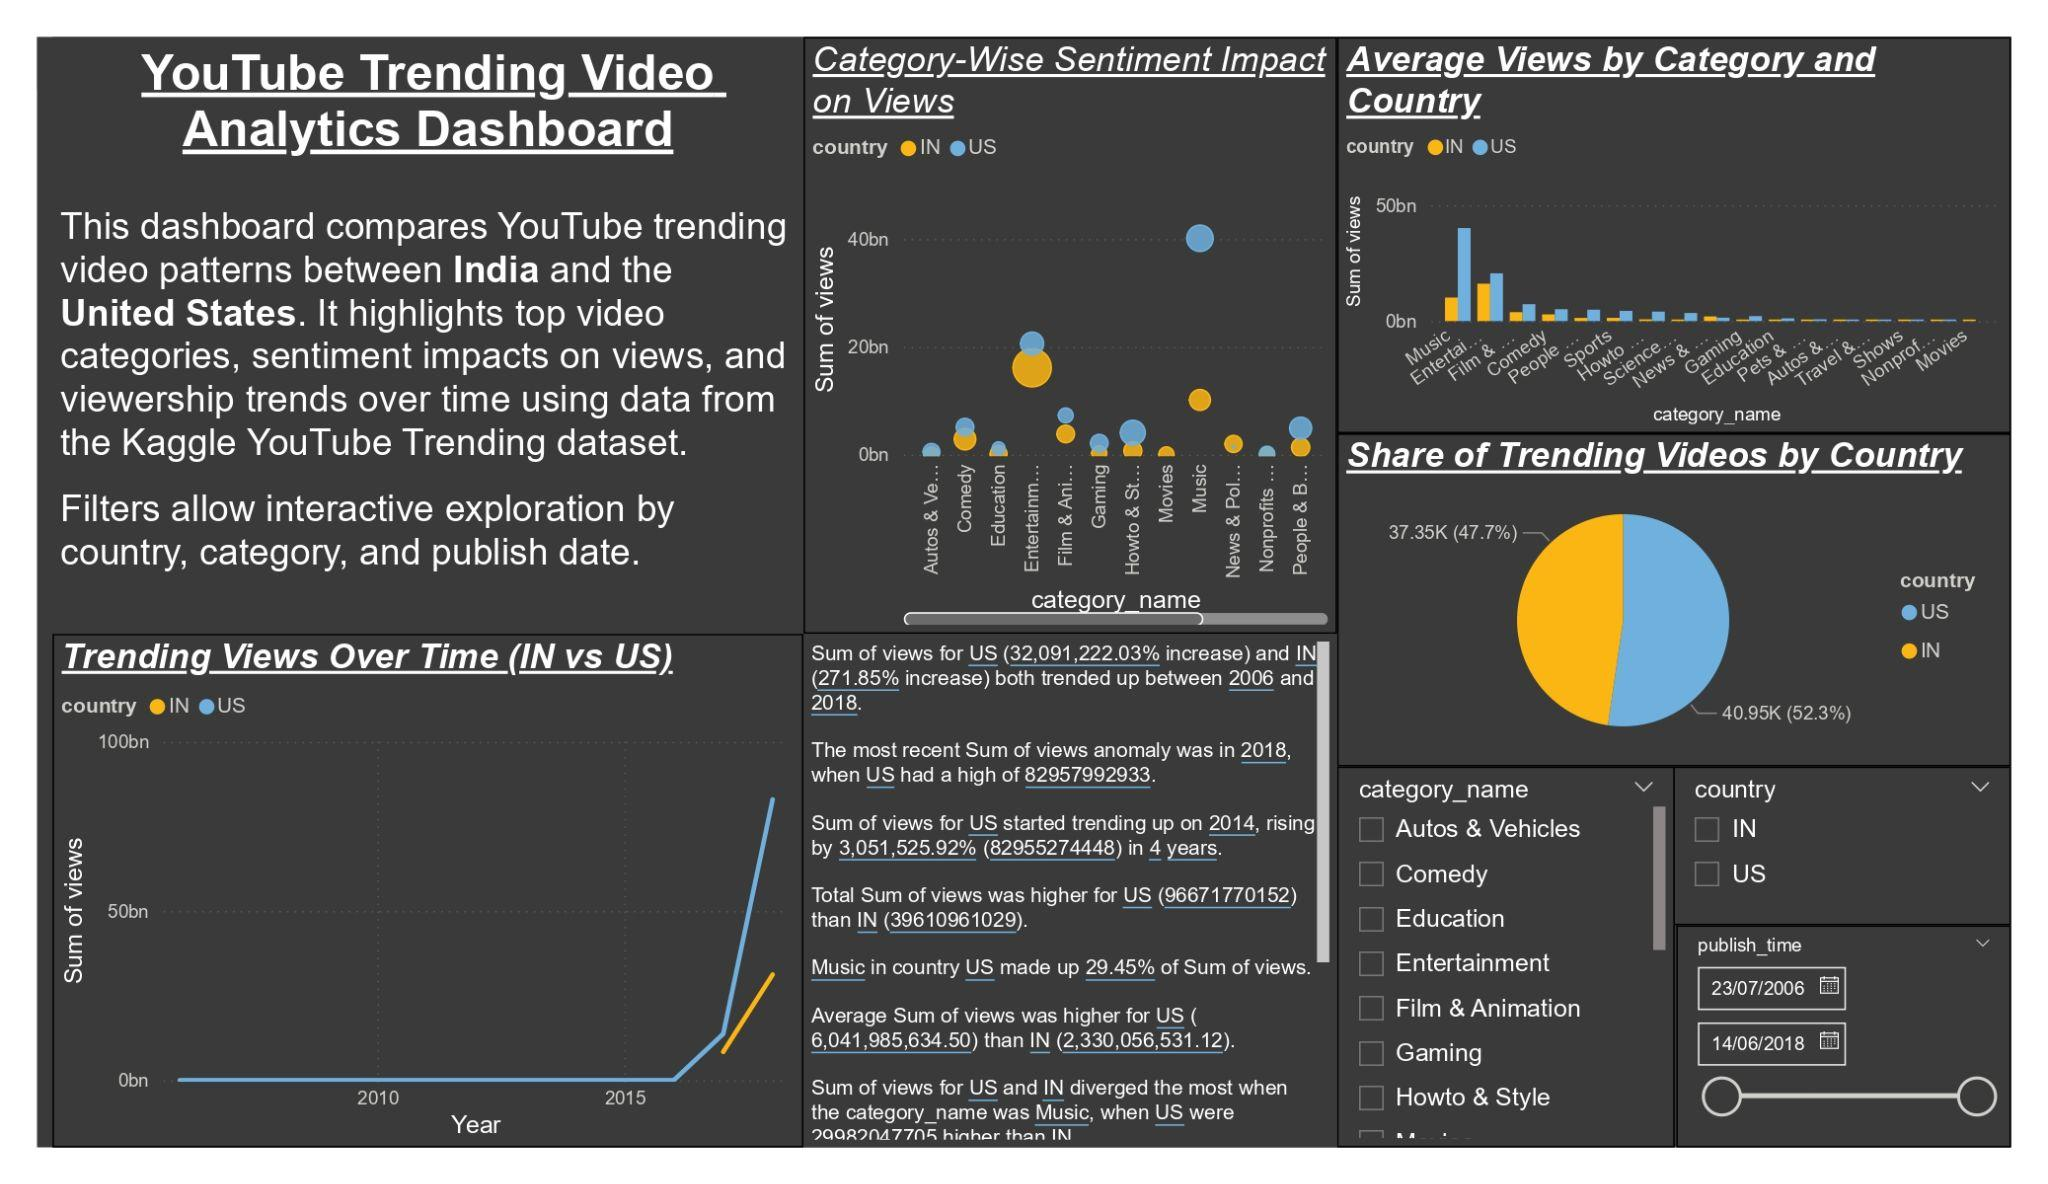 YouTube Trending Video
Analytics Dashboard
This dashboard compares YouTube trending
video patterns between India and the
United States. It highlights top video
categories, sentiment impacts on views, and
viewership trends over time using data from
the Kaggle YouTube Trending dataset.
Filters allow interactive exploration by
country, category, and publish date.
Category-Wise Sentiment Impact
on Views
country IN US
Sum of views
40bn
20bn
0bn
Autos & Ve...
Comedy
Education
Entertainm...
Film & Ani...
Gaming
Howto & St...
Movies
Music
News & Pol...
Nonprofits ...
People & B...
category_name
Average Views by Category and
Country
country IN US
Sum of views
50bn
0bn
Music
Entertai...
Film & ...
Comedy
People ...
Sports
Howto ...
Science...
News & ...
Gaming
Education
Pets & ...
Autos & ...
Travel &...
Shows
Nonprof...
Movies
category_name
Share of Trending Videos by Country
37.35K (47.7%)
40.95K (52.3%)
country
US
IN
Trending Views Over Time (IN vs US)
country IN US
Sum of views
100bn
50bn
0bn
2010
2015
Year
Sum of views for US (32,091,222.03% increase) and IN
(271.85% increase) both trended up between 2006 and
2018.
The most recent Sum of views anomaly was in 2018,
when US had a high of 82957992933.
Sum of views for US started trending up on 2014, rising
by 3,051,525.92% (82955274448) in 4 years.
Total Sum of views was higher for US (96671770152)
than IN (39610961029).
Music in country US made up 29.45% of Sum of views.
Average Sum of views was higher for US (
6,041,985,634.50) than IN (2,330,056,531.12).
Sum of views for US and IN diverged the most when
the category_name was Music, when US were
29982047705 higher than IN
category_name
Autos & Vehicles
Comedy
Education
Entertainment
Film & Animation
Gaming
Howto & Style
country
IN
US
publish_time
23/07/2006
14/06/2018